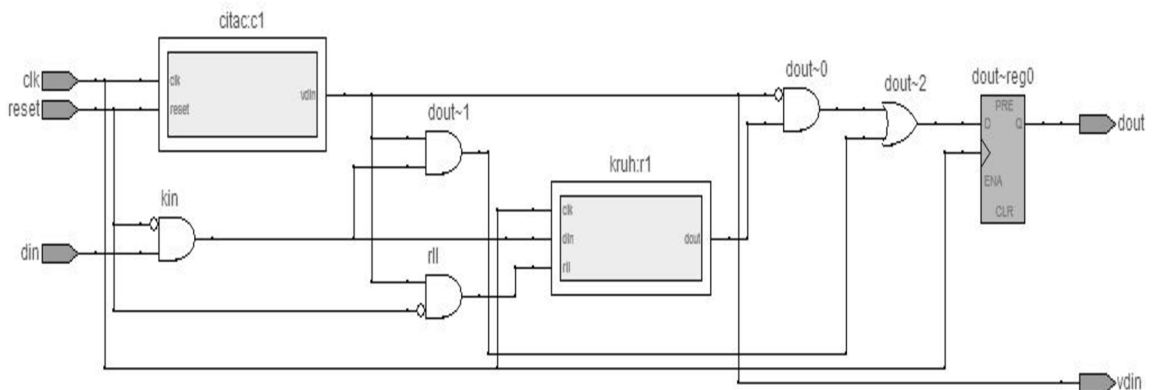 citac:c1
clk
reset
clk
reset
vdin
dout~1
dout~0
dout~2
dout~reg0
PRE
D
Q
ENA
CLR
dout
kruh:r1
clk
din
rll
dout
kin
din
rll
vdin